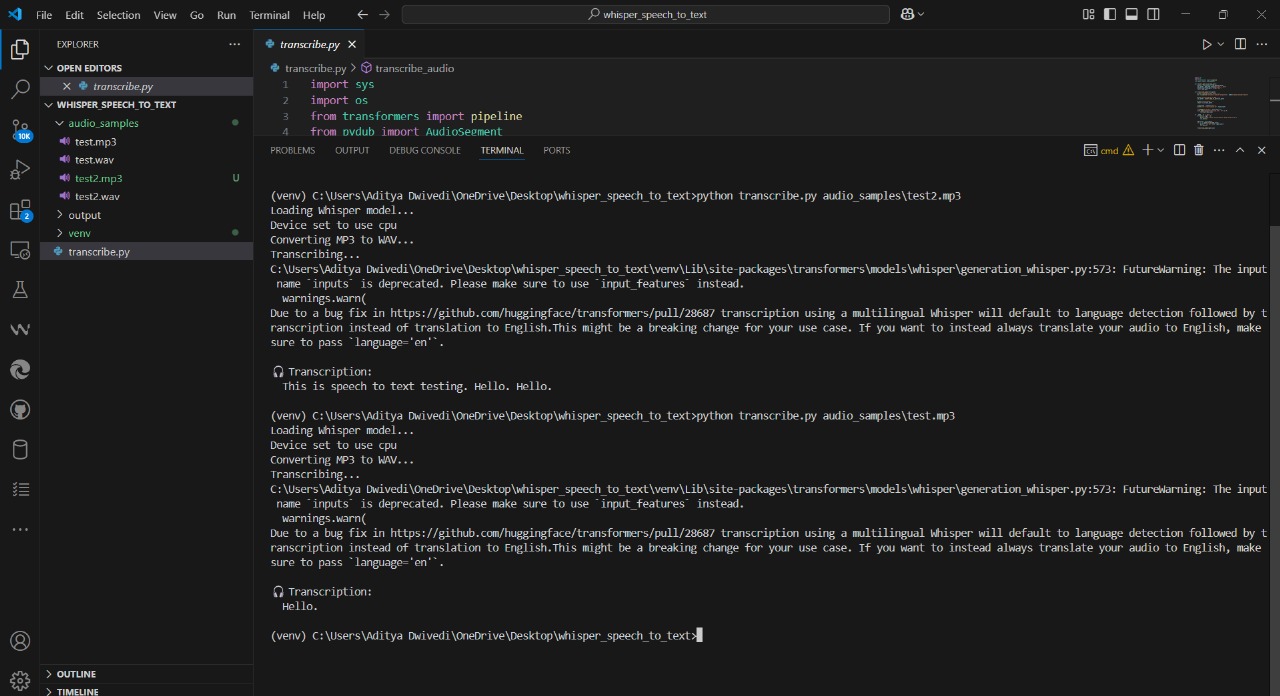 File Edit Selection View Go Run Terminal Help
whisper_speech_to_text
EXPLORER
OPEN EDITORS
transcribe.py
WHISPER_SPEECH_TO_TEXT
audio_samples
test.mp3
test.wav
test2.mp3 U
test2.wav
output
venv
transcribe.py
OUTLINE
TIMELINE
10K
2
transcribe.py
transcribe.py > transcribe_audio
1 import sys
2 import os
3 from transformers import pipeline
4 from pydub import AudioSegment
PROBLEMS OUTPUT DEBUG CONSOLE TERMINAL PORTS
cmd
(venv) C:\Users\Aditya Dwivedi\OneDrive\Desktop\whisper_speech_to_text>python transcribe.py audio_samples\test2.mp3
Loading Whisper model...
Device set to use cpu
Converting MP3 to WAV...
Transcribing...
C:\Users\Aditya Dwivedi\OneDrive\Desktop\whisper_speech_to_text\venv\Lib\site-packages\transformers\models\whisper\generation_whisper.py:573: FutureWarning: The input
name `inputs` is deprecated. Please make sure to use `input_features` instead.
warnings.warn(
Due to a bug fix in https://github.com/huggingface/transformers/pull/28687 transcription using a multilingual Whisper will default to language detection followed by t
ranscription instead of translation to English.This might be a breaking change for your use case. If you want to instead always translate your audio to English, make
sure to pass `language='en'`.
🎧 Transcription:
This is speech to text testing. Hello. Hello.
(venv) C:\Users\Aditya Dwivedi\OneDrive\Desktop\whisper_speech_to_text>python transcribe.py audio_samples\test.mp3
Loading Whisper model...
Device set to use cpu
Converting MP3 to WAV...
Transcribing...
C:\Users\Aditya Dwivedi\OneDrive\Desktop\whisper_speech_to_text\venv\Lib\site-packages\transformers\models\whisper\generation_whisper.py:573: FutureWarning: The input
name `inputs` is deprecated. Please make sure to use `input_features` instead.
warnings.warn(
Due to a bug fix in https://github.com/huggingface/transformers/pull/28687 transcription using a multilingual Whisper will default to language detection followed by t
ranscription instead of translation to English.This might be a breaking change for your use case. If you want to instead always translate your audio to English, make
sure to pass `language='en'`.
🎧 Transcription:
Hello.
(venv) C:\Users\Aditya Dwivedi\OneDrive\Desktop\whisper_speech_to_text>